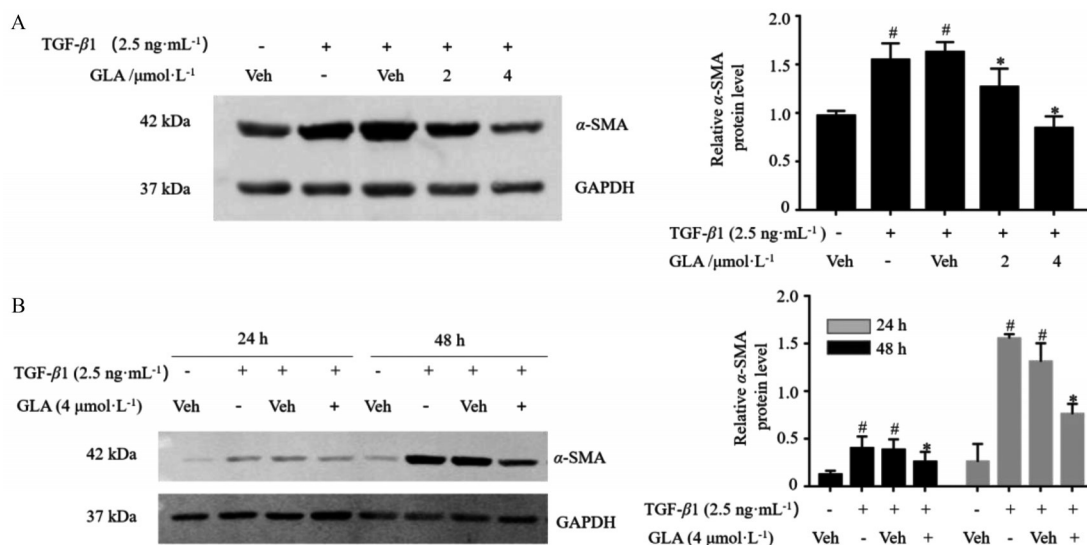 A
TGF-β1 (2.5 ng·mL⁻¹) - + + + +
GLA /μmol·L⁻¹ Veh - Veh 2 4
42 kDa α-SMA
37 kDa GAPDH
Relative α-SMA
protein level
2.0
1.5
1.0
0.5
0
# # * *
TGF-β1 (2.5 ng·mL⁻¹) - + + + +
GLA /μmol·L⁻¹ Veh - Veh 2 4
B
24 h 48 h
TGF-β1 (2.5 ng·mL⁻¹) - + + + - + + +
GLA (4 μmol·L⁻¹) Veh - Veh + Veh - Veh +
42 kDa α-SMA
37 kDa GAPDH
Relative α-SMA
protein level
2.0
1.5
1.0
0.5
0
24 h
48 h
# # * # # *
TGF-β1 (2.5 ng·mL⁻¹) - + + + - + + +
GLA (4 μmol·L⁻¹) Veh - Veh + Veh - Veh +